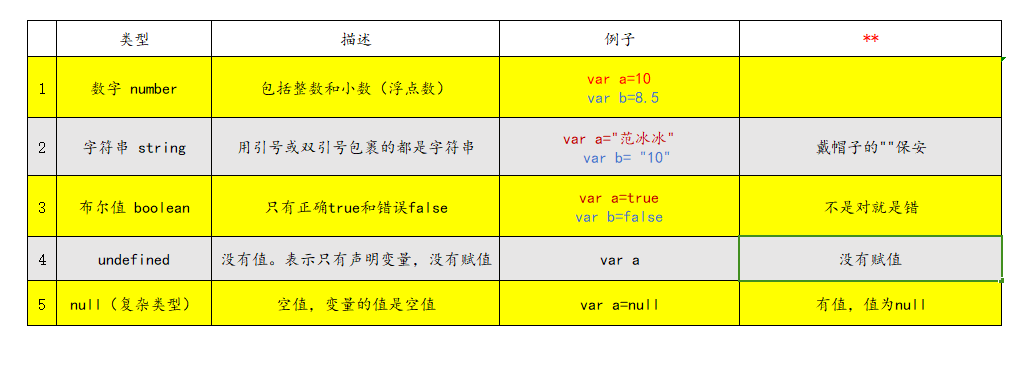 类型 描述 例子 **
1 数字 number 包括整数和小数（浮点数） var a=10
var b=8.5
2 字符串 string 用引号或双引号包裹的都是字符串 var a="范冰冰"
var b= "10" 戴帽子的""保安
3 布尔值 boolean 只有正确true和错误false var a=true
var b=false 不是对就是错
4 undefined 没有值。表示只有声明变量，没有赋值 var a 没有赋值
5 null（复杂类型） 空值，变量的值是空值 var a=null 有值，值为null